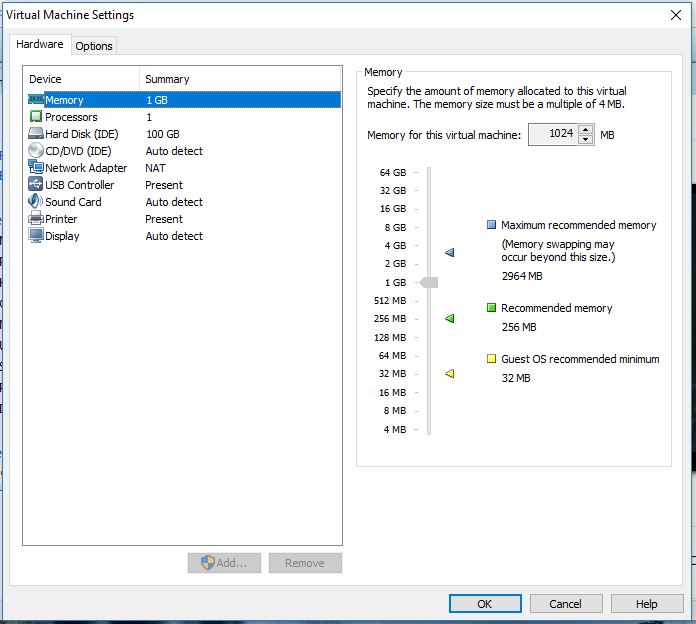 Virtual Machine Settings
Hardware
Options
Device Summary
Memory 1 GB
Processors 1
Hard Disk (IDE) 100 GB
CD/DVD (IDE) Auto detect
Network Adapter NAT
USB Controller Present
Sound Card Auto detect
Printer Present
Display Auto detect
Add...
Remove
Memory
Specify the amount of memory allocated to this virtual
machine. The memory size must be a multiple of 4 MB.
Memory for this virtual machine: 1024 MB
64 GB
32 GB
16 GB
8 GB
4 GB
2 GB
1 GB
512 MB
256 MB
128 MB
64 MB
32 MB
16 MB
8 MB
4 MB
Maximum recommended memory
(Memory swapping may
occur beyond this size.)
2964 MB
Recommended memory
256 MB
Guest OS recommended minimum
32 MB
OK
Cancel
Help